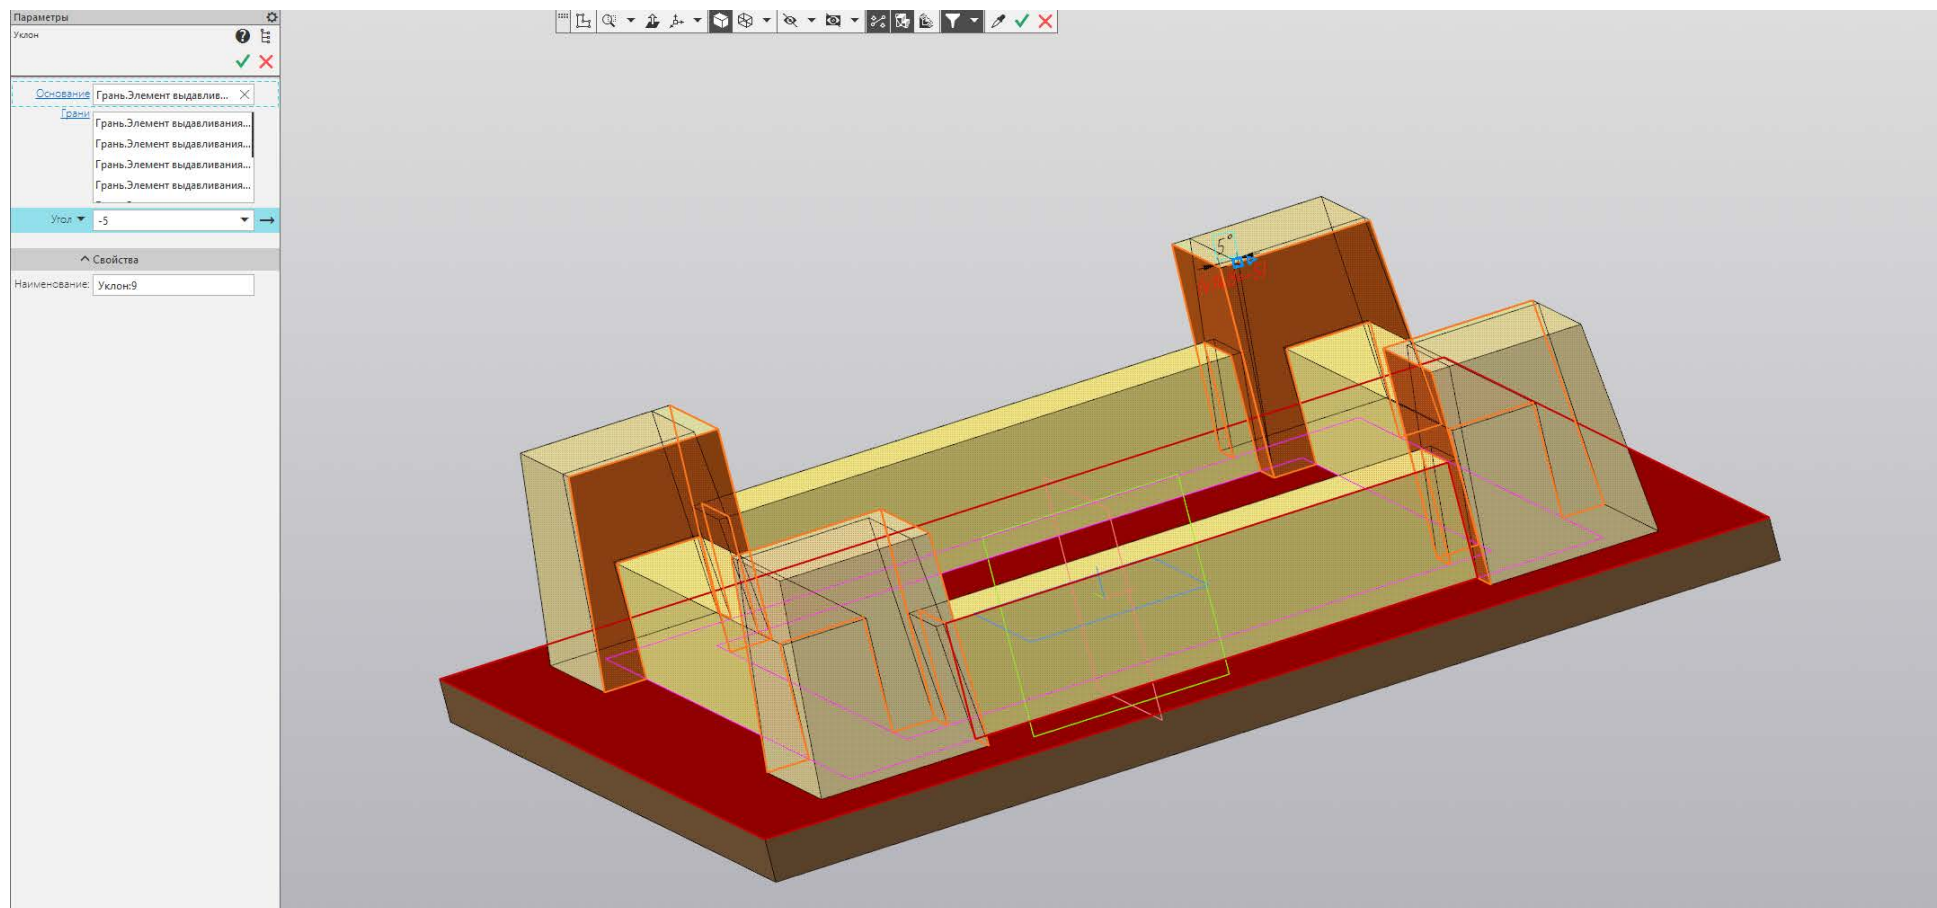 Параметры
Уклон
Основание Грань.Элемент выдавлив...
Грани
Грань.Элемент выдавливания...
Грань.Элемент выдавливания...
Грань.Элемент выдавливания...
Грань.Элемент выдавливания...
Угол -5
Свойства
Наименование: Уклон:9
5°